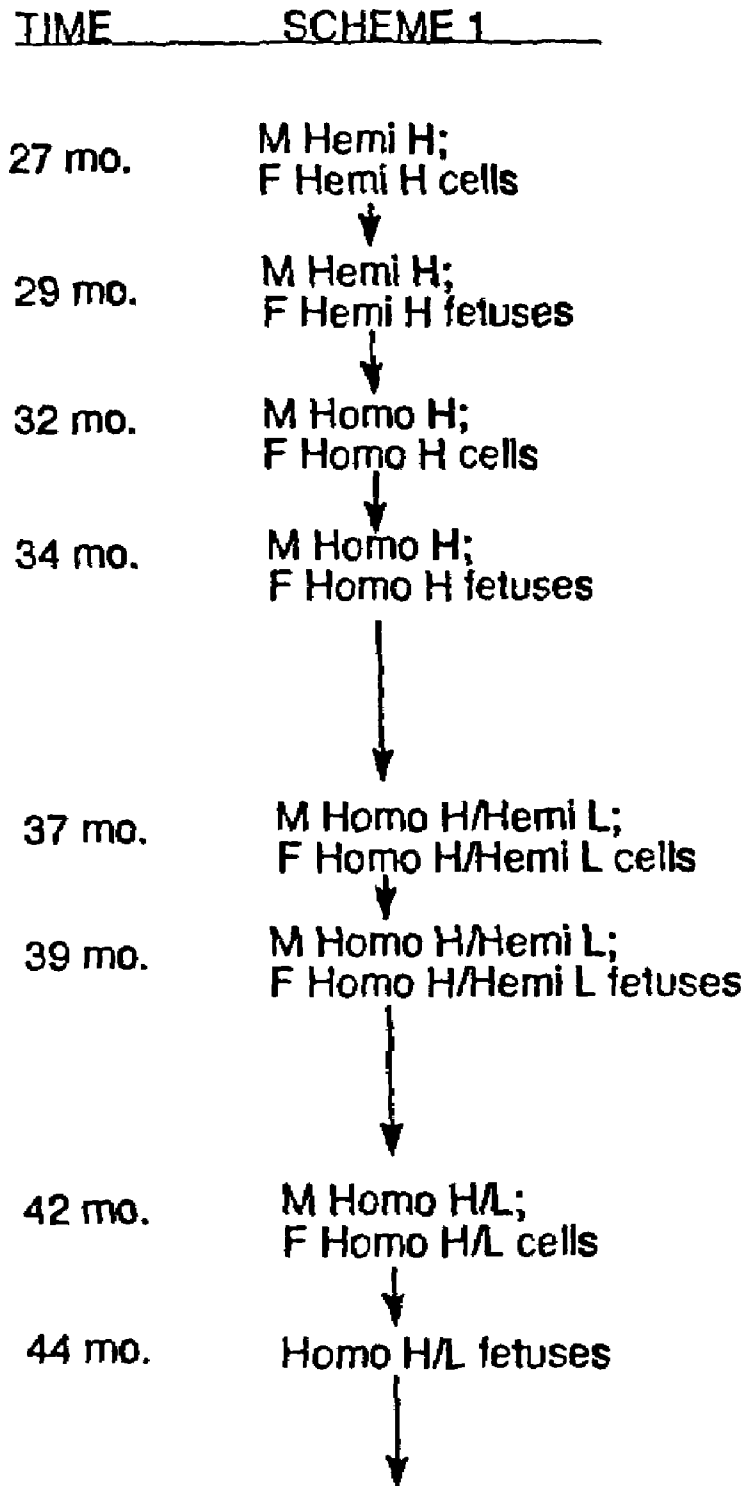 TIME SCHEME 1
27 mo. M Hemi H;
F Hemi H cells
29 mo. M Hemi H;
F Hemi H fetuses
32 mo. M Homo H;
F Homo H cells
34 mo. M Homo H;
F Homo H fetuses
37 mo. M Homo H/Hemi L;
F Homo H/Hemi L cells
39 mo. M Homo H/Hemi L;
F Homo H/Hemi L fetuses
42 mo. M Homo H/L;
F Homo H/L cells
44 mo. Homo H/L fetuses